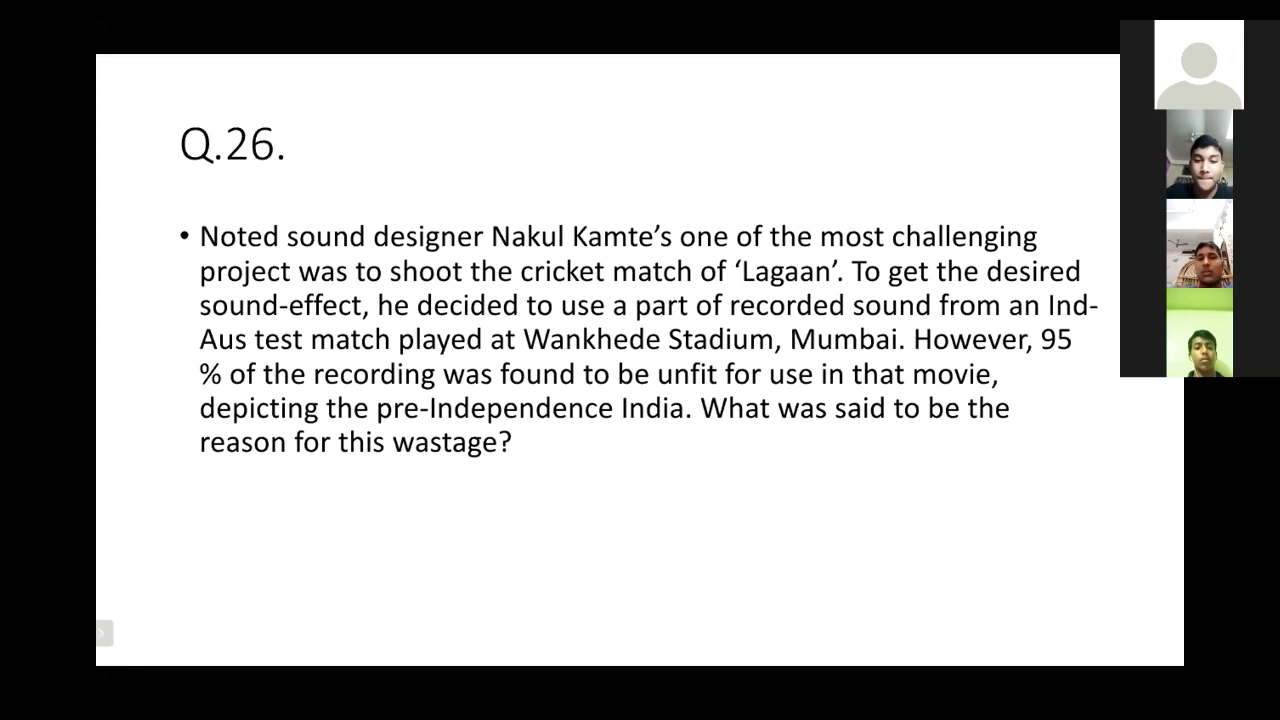 Q.26.
• Noted sound designer Nakul Kamte’s one of the most challenging
project was to shoot the cricket match of ‘Lagaan’. To get the desired
sound-effect, he decided to use a part of recorded sound from an Ind-
Aus test match played at Wankhede Stadium, Mumbai. However, 95
% of the recording was found to be unfit for use in that movie,
depicting the pre-Independence India. What was said to be the
reason for this wastage?